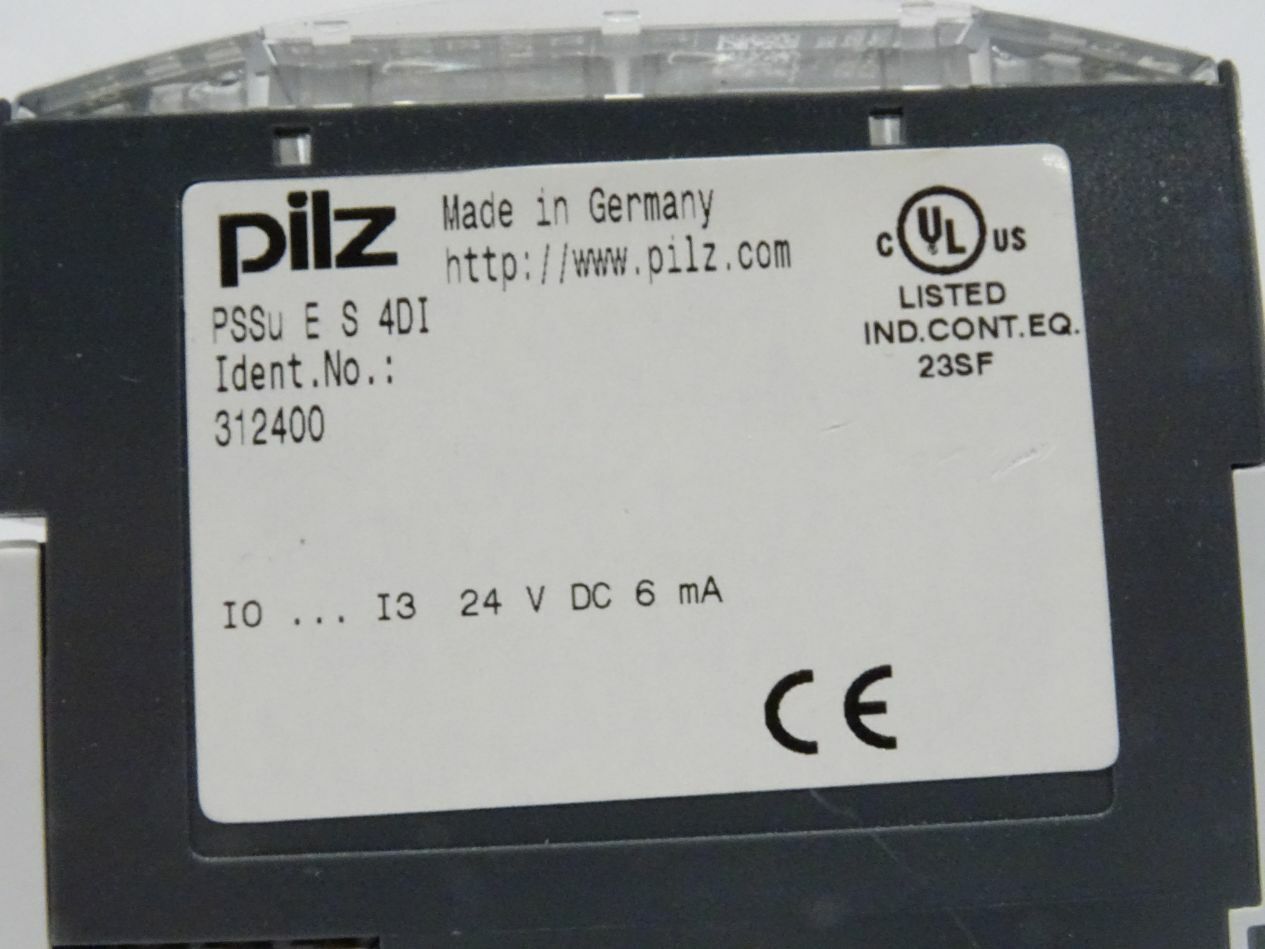 pilz
Made in Germany
http://www.pilz.com
PSSu E S 4DI
Ident.No.:
312400
C UL US
LISTED
IND.CONT.EQ.
23SF
I0 ... I3 24 V DC 6 mA
CE